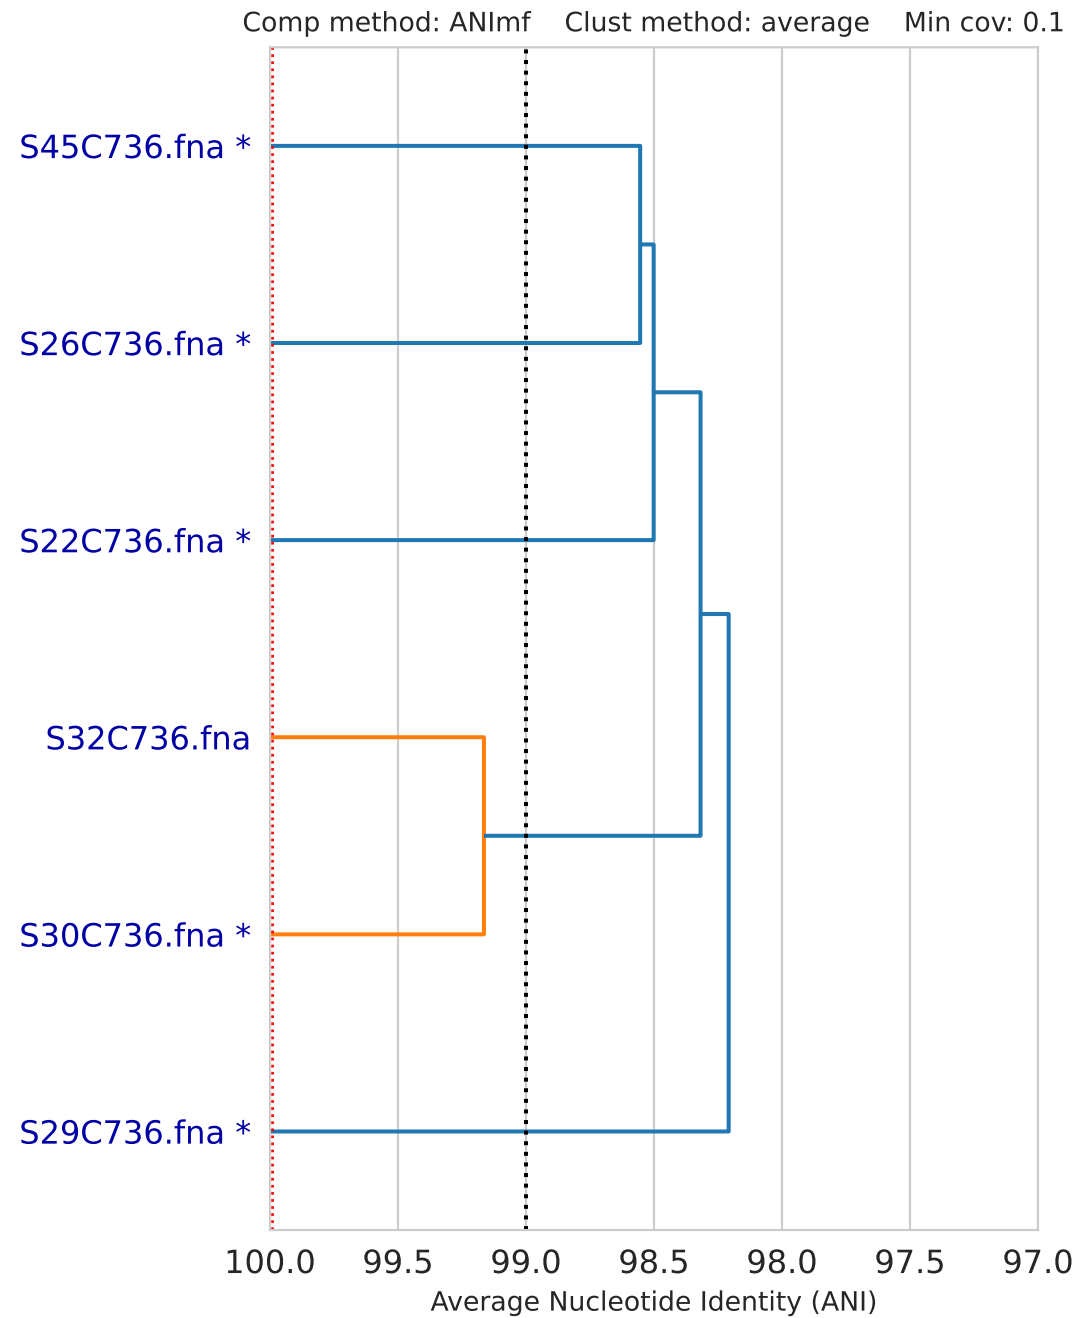 Comp method: ANImf    Clust method: average    Min cov: 0.1
S45C736.fna *
S26C736.fna *
S22C736.fna *
S32C736.fna
S30C736.fna *
S29C736.fna *
100.0 99.5 99.0 98.5 98.0 97.5 97.0
Average Nucleotide Identity (ANI)